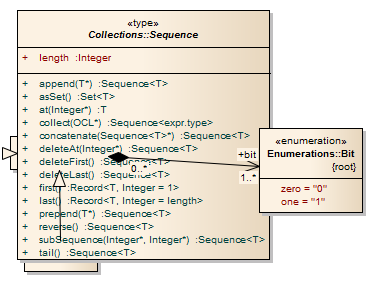 «type»
Collections::Sequence
+ length :Integer
+ append(T*) :Sequence<T>
+ asSet() :Set<T>
+ at(Integer*) :T
+ collect(OCL*) :Sequence<expr.type>
+ concatenate(Sequence<T>*) :Sequence<T>
+ deleteAt(Integer*) :Sequence<T>
+ deleteFirst() :Sequence<T>
+ deleteLast() :Sequence<T>
+ first() :Record<T, Integer = 1>
+ last() :Record<T, Integer = length>
+ prepend(T*) :Sequence<T>
+ reverse() :Sequence<T>
+ subSequence(Integer*, Integer*) :Sequence<T>
+ tail() :Sequence<T>
0..*
+bit
1..*
«enumeration»
Enumerations::Bit
{root}
zero = "0"
one = "1"